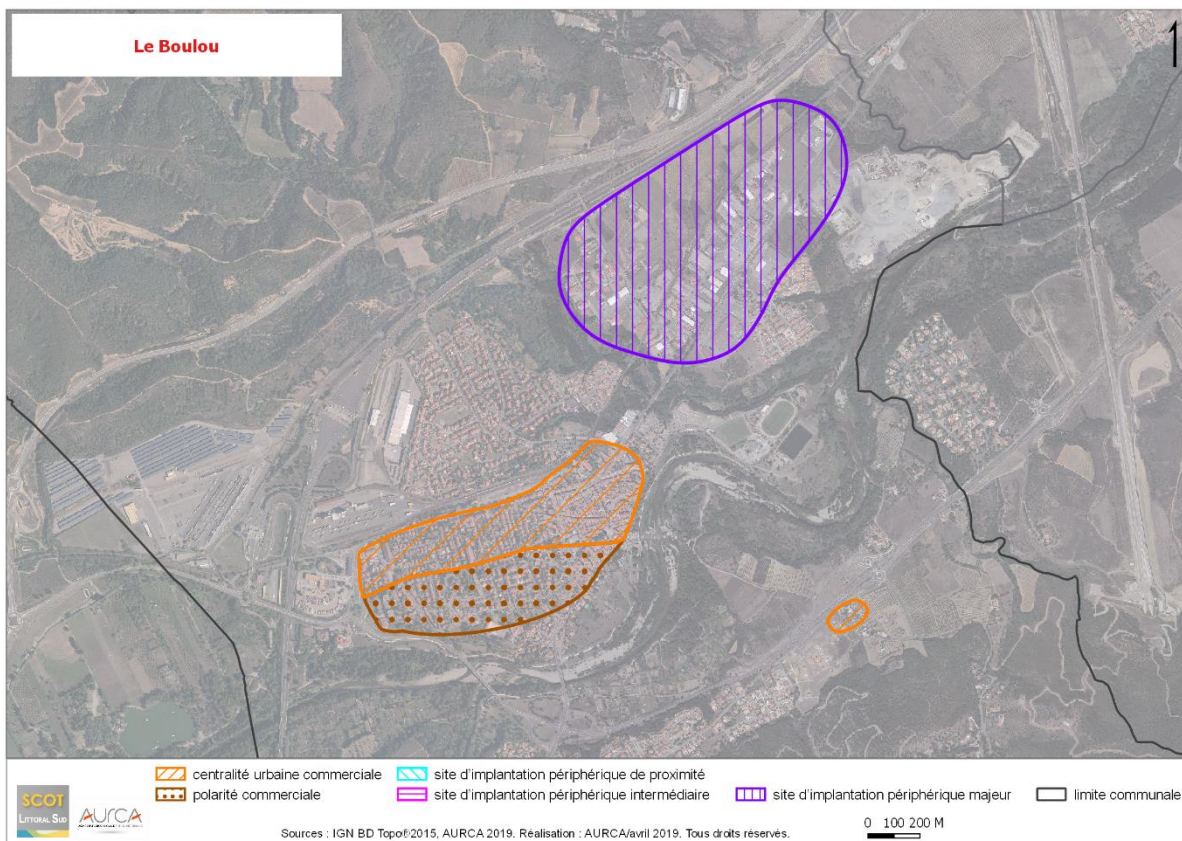 Le Boulou
centralité urbaine commerciale
site d'implantation périphérique de proximité
polarité commerciale
site d'implantation périphérique intermédiaire
site d'implantation périphérique majeur
limite communale
SCOT
LITTORAL SUD
AURCA
Sources : IGN BD Topo®2015, AURCA 2019. Réalisation : AURCA/avril 2019. Tous droits réservés.
0 100 200 M